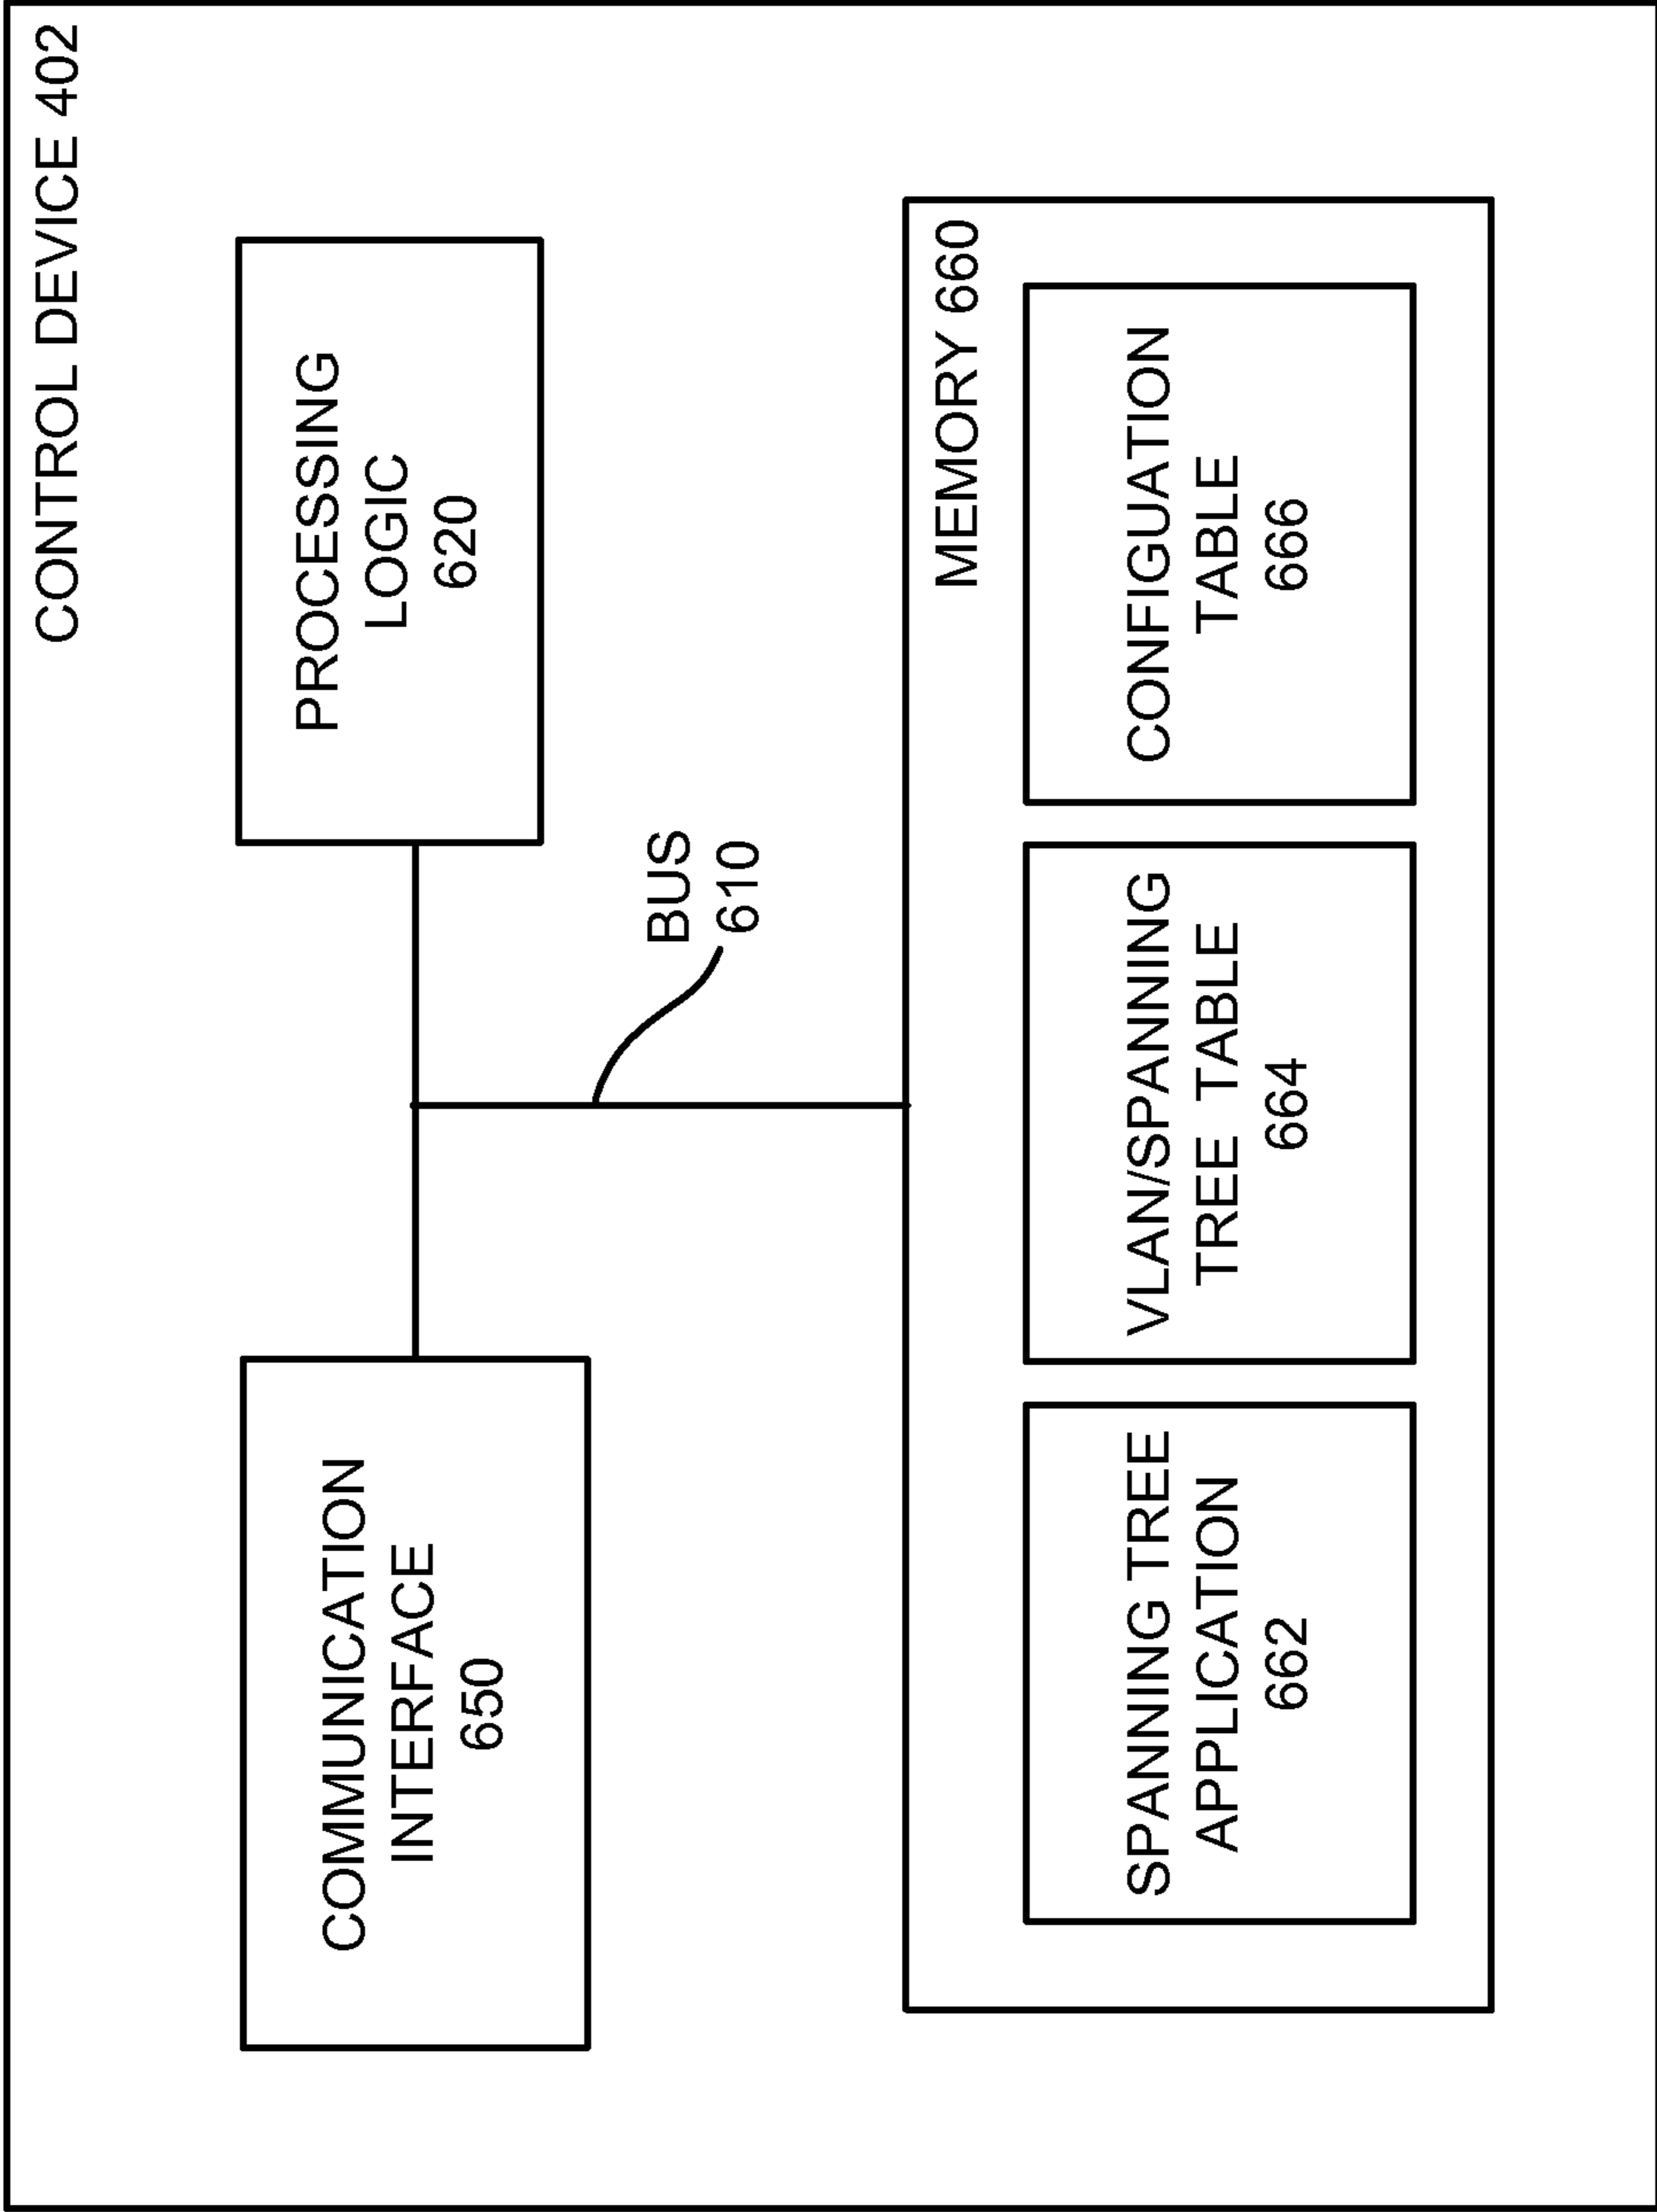 CONTROL DEVICE 402
COMMUNICATION
INTERFACE
650
PROCESSING
LOGIC
620
BUS
610
MEMORY 660
SPANNING TREE
APPLICATION
662
VLAN/SPANNING
TREE TABLE
664
CONFIGUATION
TABLE
666